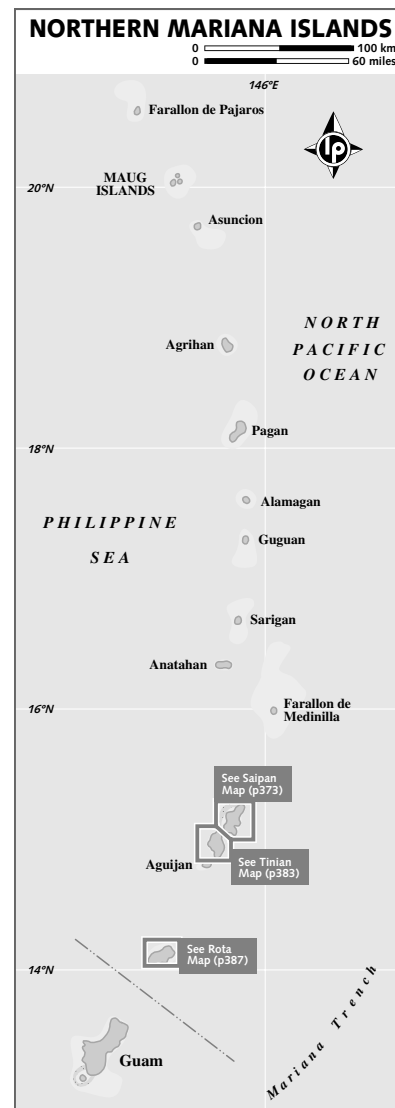 NORTHERN MARIANA ISLANDS
0 100 km
0 60 miles
146°E
Farallon de Pajaros
lp
MAUG
ISLANDS
20°N
Asuncion
NORTH
PACIFIC
OCEAN
Agrihan
Pagan
18°N
Alamagan
PHILIPPINE
SEA
Guguan
Sarigan
Anatahan
Farallon de
Medinilla
16°N
See Saipan
Map (p373)
Aguijan
See Tinian
Map (p383)
See Rota
Map (p387)
14°N
Guam
Mariana Trench